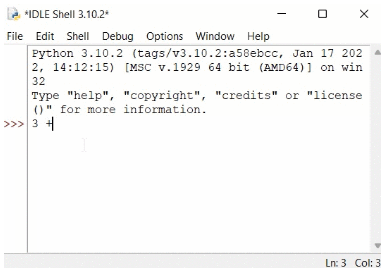 *IDLE Shell 3.10.2*
File Edit Shell Debug Options Window Help
Python 3.10.2 (tags/v3.10.2:a58ebcc, Jan 17 202
2, 14:12:15) [MSC v.1929 64 bit (AMD64)] on win
32
Type "help", "copyright", "credits" or "license
()" for more information.
>>> 3 +
Ln: 3 Col: 3